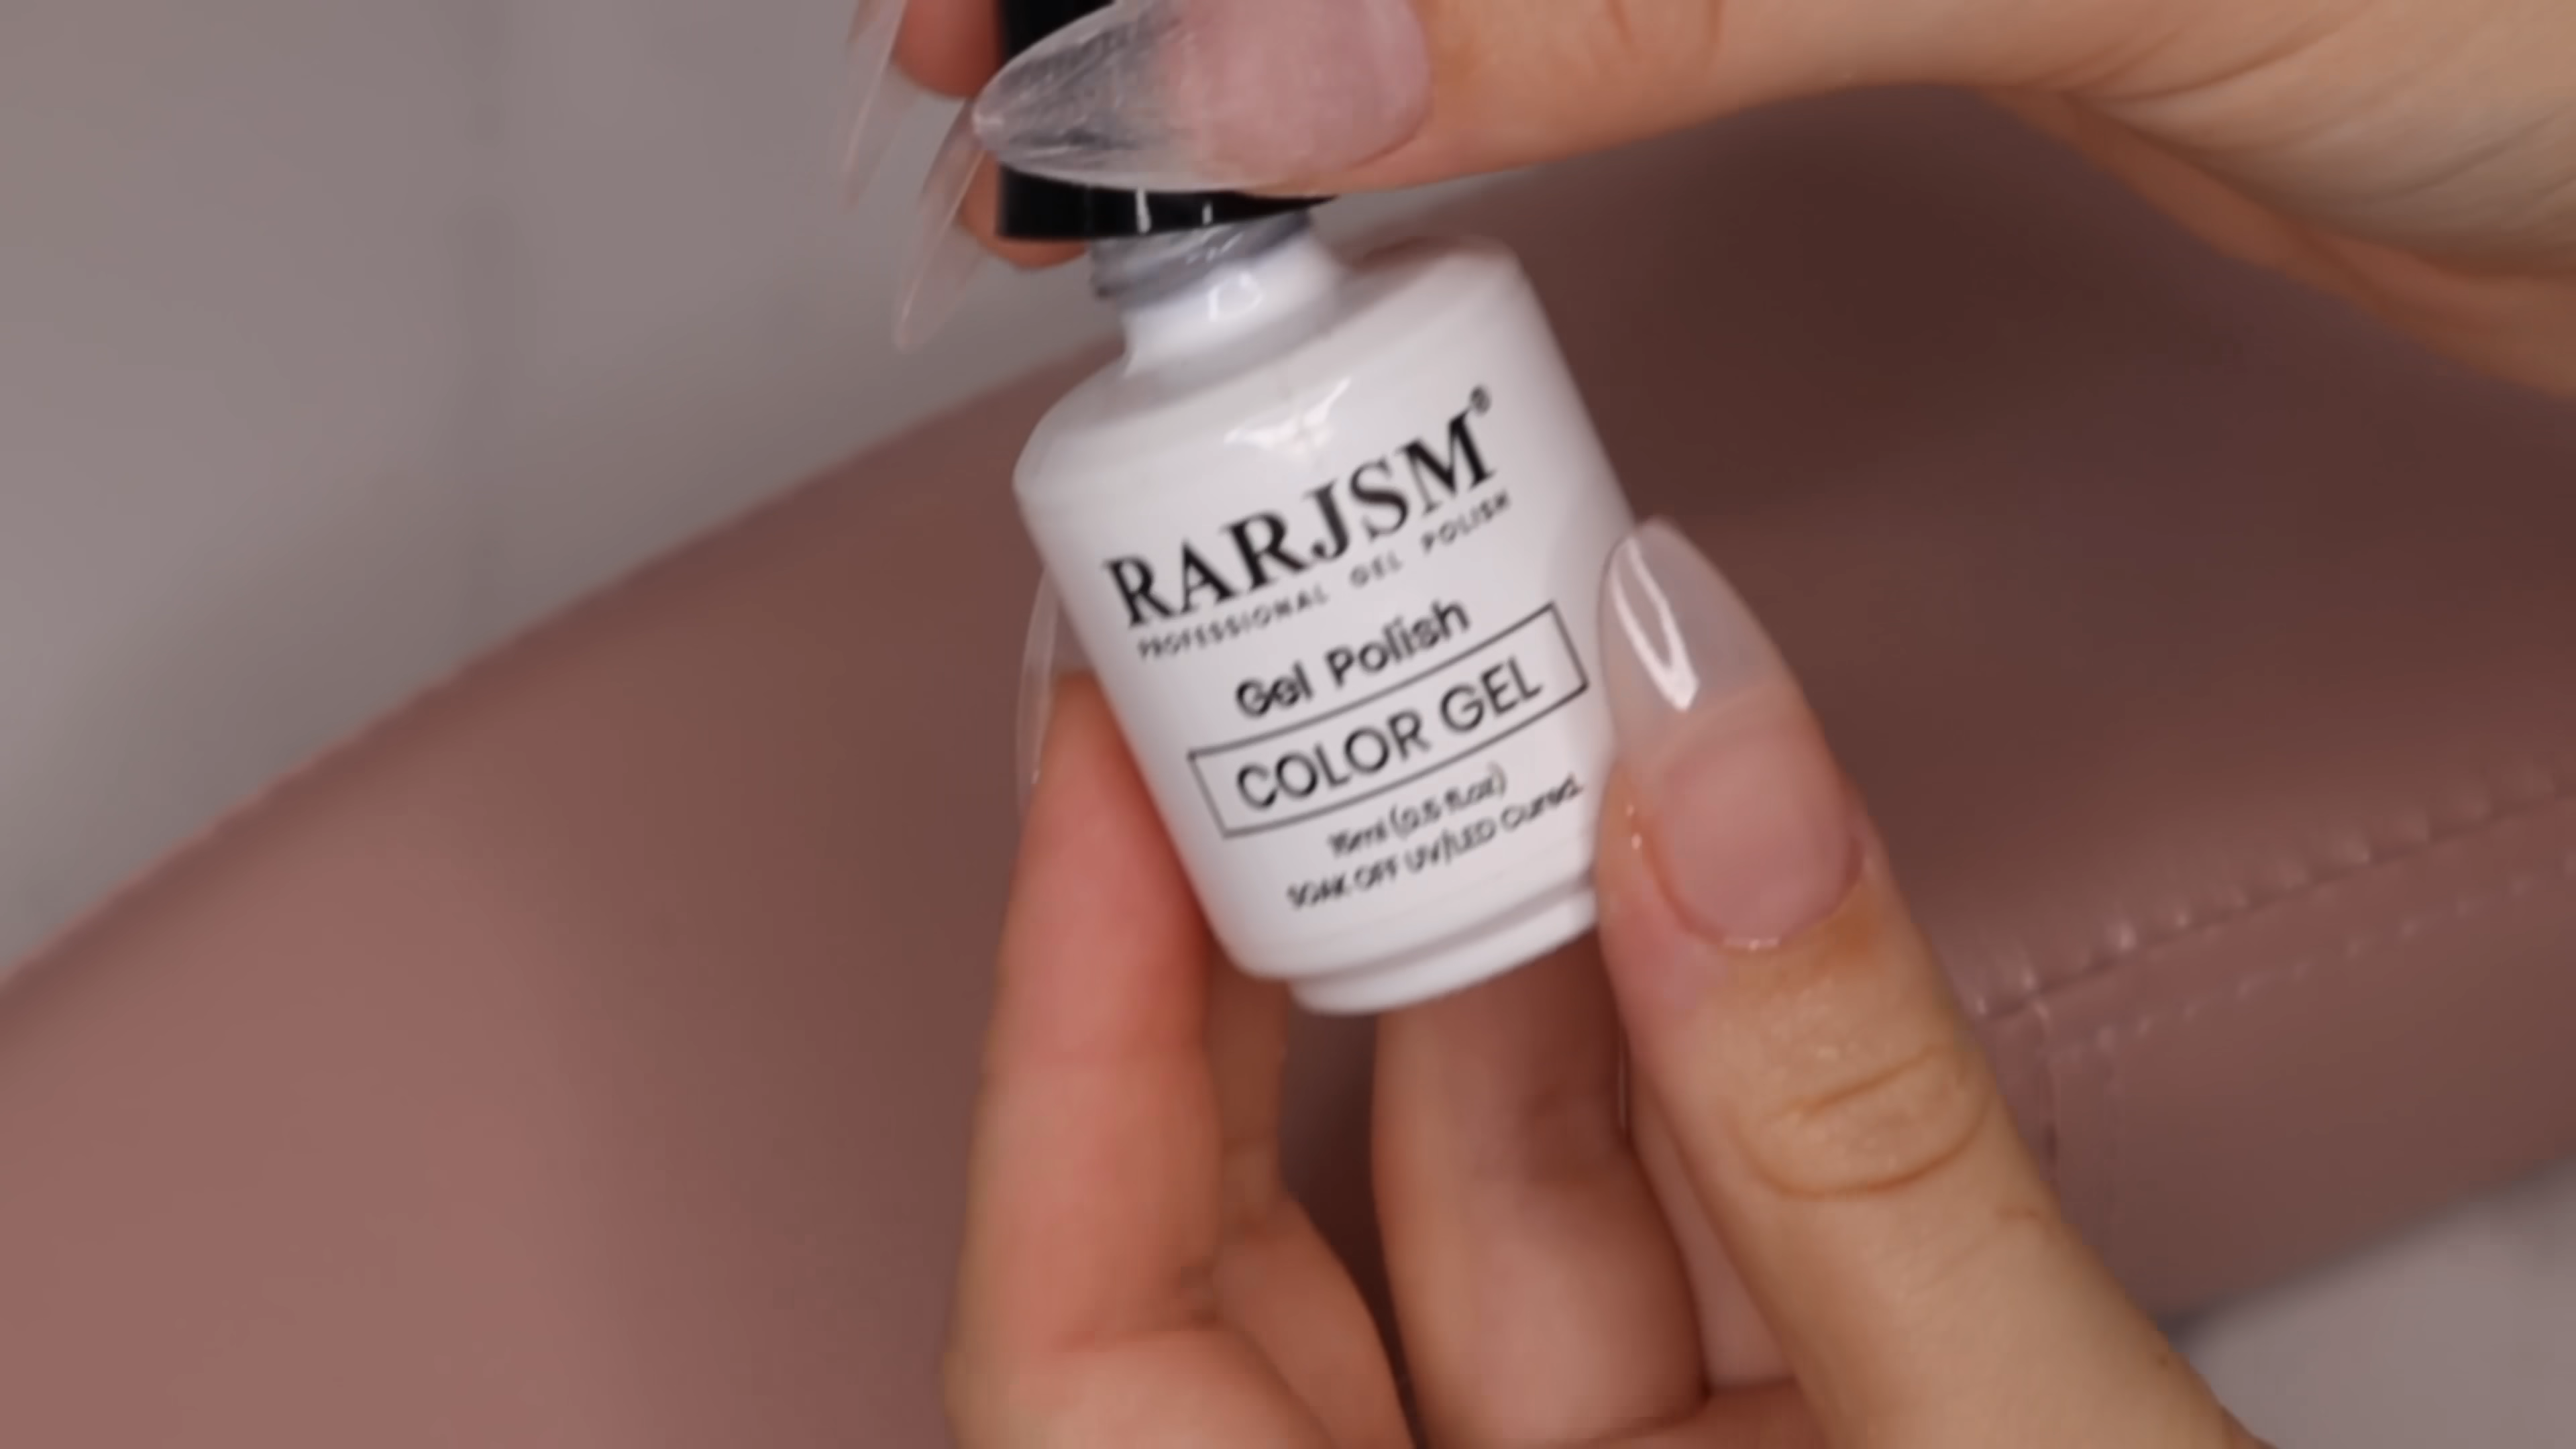 RARJSM®
PROFESSIONAL GEL POLISH
Gel Polish
COLOR GEL
15ml (0.5 fl.oz)
SOAK OFF UV/LED Cured.